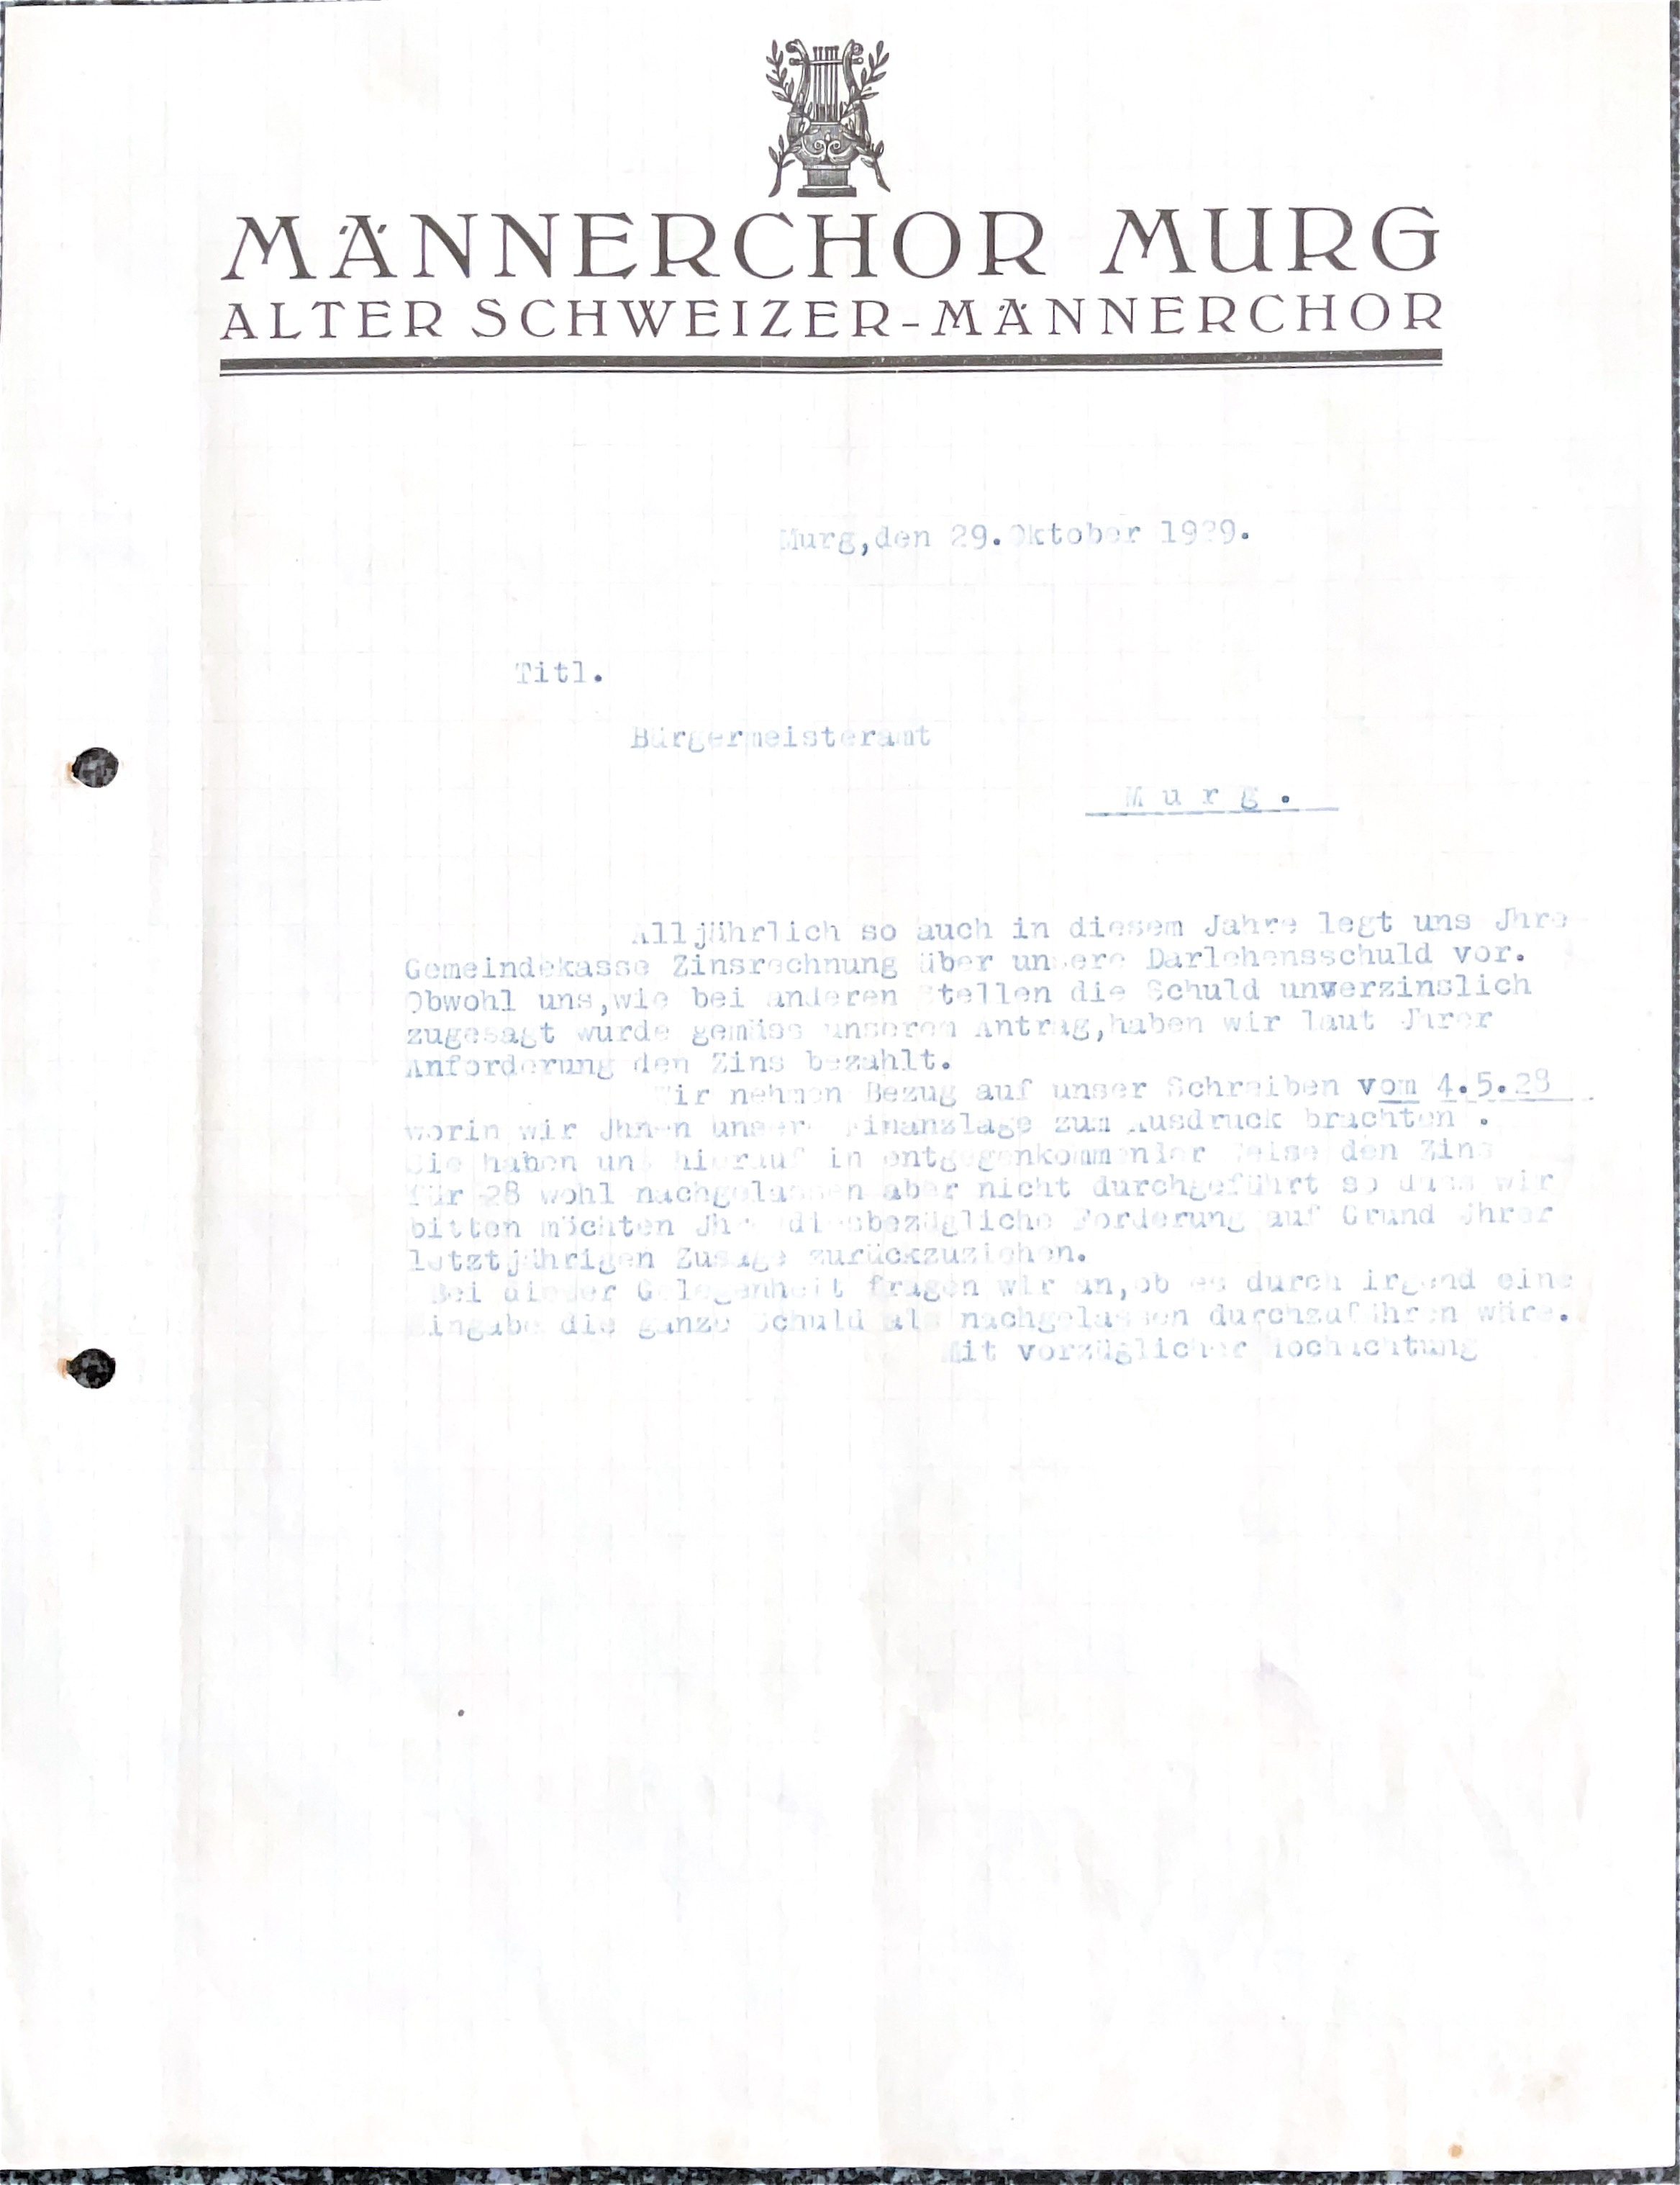 MÄNNERCHOR MURG
ALTER SCHWEIZER-MÄNNERCHOR
Murg,den 29.Oktober 1929.
Titl.
Bürgermeisteramt
M u r g .
Alljährlich so auch in diesem Jahre legt uns Jhre
Gemeindekasse Zinsrechnung über unsere Darlehensschuld vor.
Obwohl uns,wie bei anderen Stellen die Schuld unverzinslich
zugesagt wurde gemäss unserem Antrag,haben wir laut Jhrer
Anforderung den Zins bezahlt.
Wir nehmen Bezug auf unser Schreiben vom 4.5.28
worin wir Jhnen unsere Finanzlage zum Ausdruck brachten .
Sie haben uns hierauf in entgegenkommender Weise den Zins
für 28 wohl nachgelassen aber nicht durchgeführt so dass wir
bitten möchten Jhre diesbezügliche Forderung auf Grund Jhrer
letztjährigen Zusage zurückzuziehen.
Bei dieser Gelegenheit fragen wir an,ob es durch irgend eine
Eingabe die ganze Schuld als nachgelassen durchzuführen wäre.
Mit vorzüglicher Hochachtung